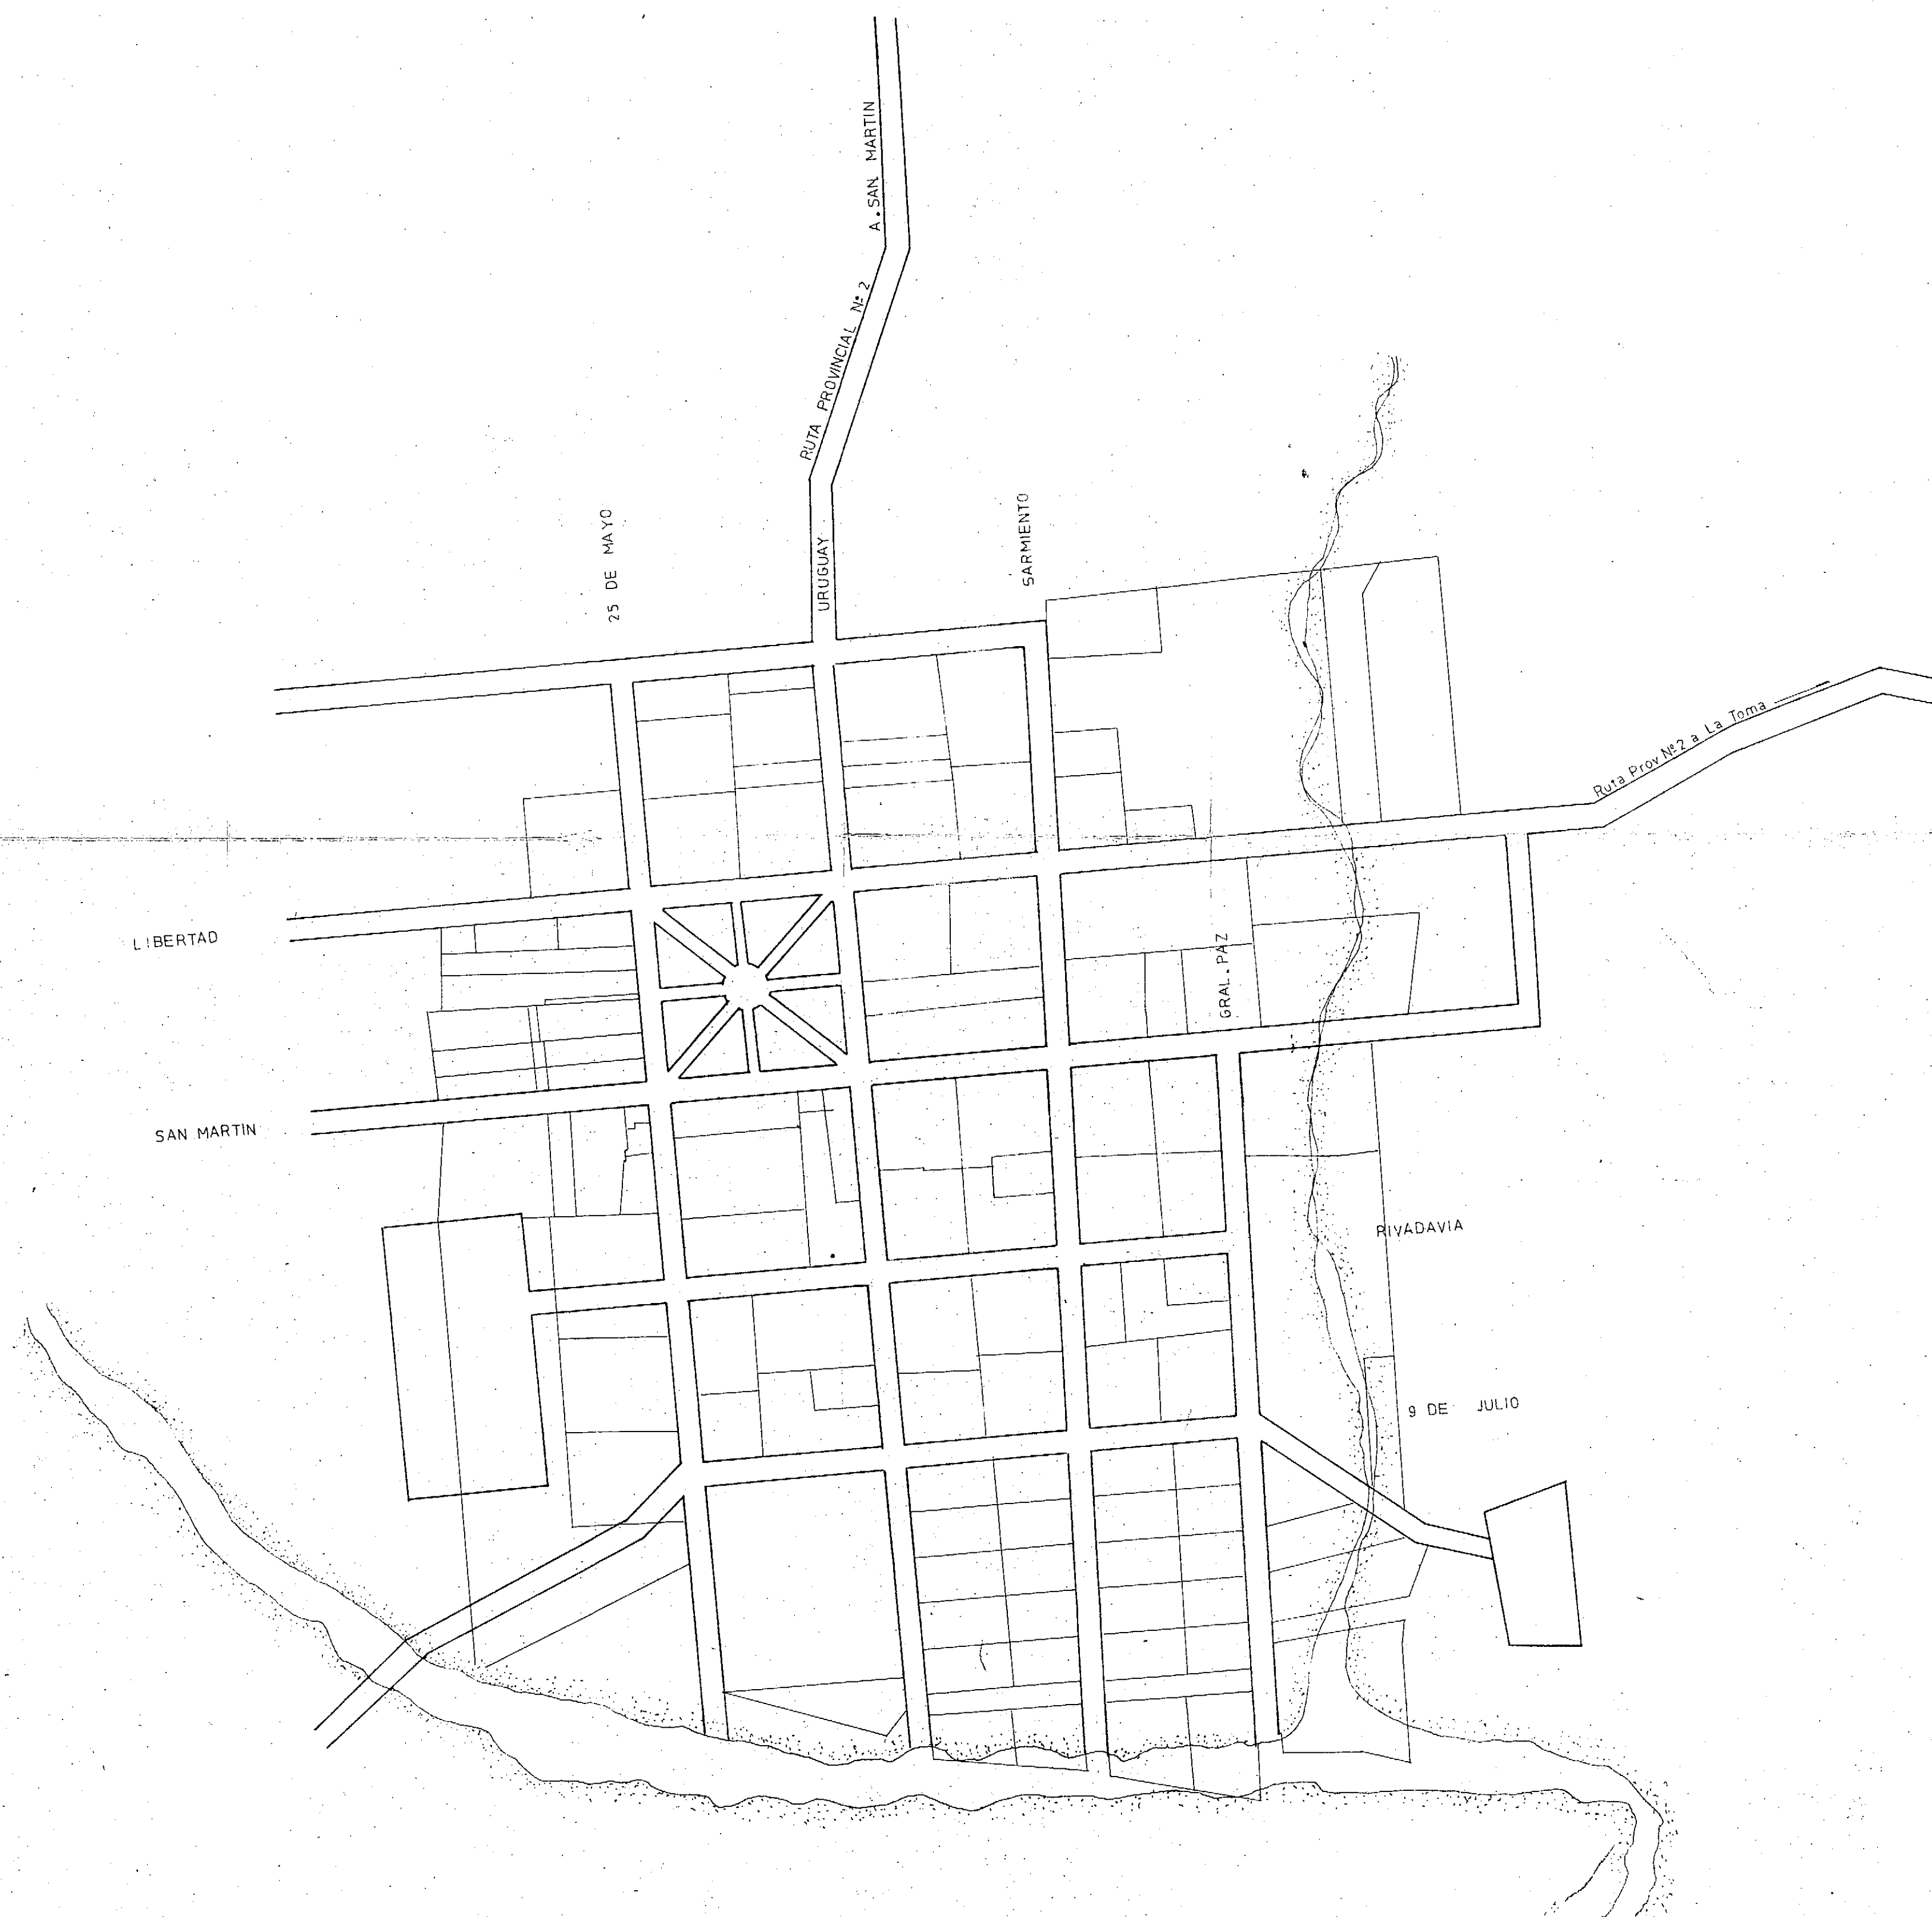 A. SAN MARTIN
RUTA PROVINCIAL Nº 2
25 DE MAYO
URUGUAY
SARMIENTO
Ruta Prov Nº 2 a La Toma
LIBERTAD
GRAL. PAZ
SAN MARTIN
RIVADAVIA
9 DE JULIO